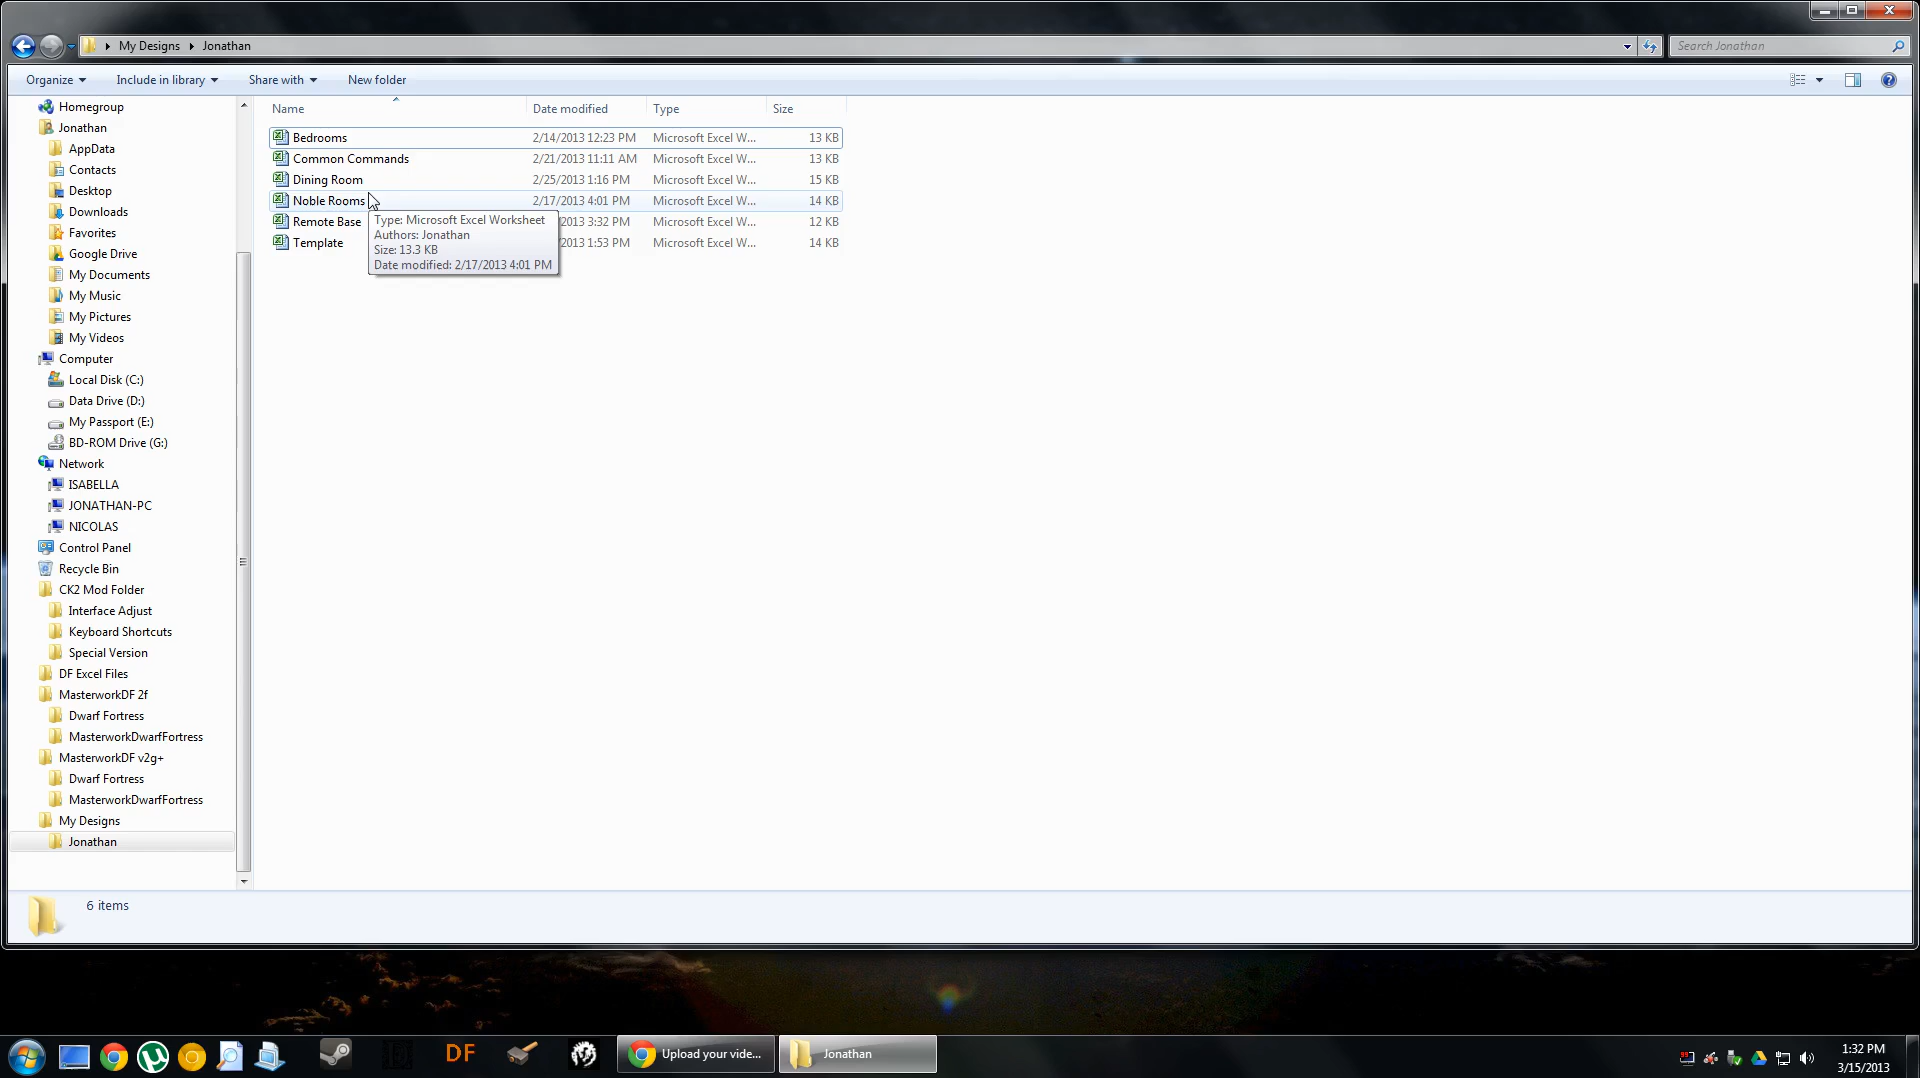 My Designs Jonathan
Search Jonathan
Organize Include in library Share with New folder
Name Date modified Type Size
Bedrooms 2/14/2013 12:23 PM Microsoft Excel W... 13 KB
Common Commands 2/21/2013 11:11 AM Microsoft Excel W... 13 KB
Dining Room 2/25/2013 1:16 PM Microsoft Excel W... 15 KB
Noble Rooms 2/17/2013 4:01 PM Microsoft Excel W... 14 KB
Remote Base /2013 3:32 PM Microsoft Excel W... 12 KB
Template /2013 1:53 PM Microsoft Excel W... 14 KB
Type: Microsoft Excel Worksheet
Authors: Jonathan
Size: 13.3 KB
Date modified: 2/17/2013 4:01 PM
Homegroup
Jonathan
AppData
Contacts
Desktop
Downloads
Favorites
Google Drive
My Documents
My Music
My Pictures
My Videos
Computer
Local Disk (C:)
Data Drive (D:)
My Passport (E:)
BD-ROM Drive (G:)
Network
ISABELLA
JONATHAN-PC
NICOLAS
Control Panel
Recycle Bin
CK2 Mod Folder
Interface Adjust
Keyboard Shortcuts
Special Version
DF Excel Files
MasterworkDF 2f
Dwarf Fortress
MasterworkDwarfFortress
MasterworkDF v2g+
Dwarf Fortress
MasterworkDwarfFortress
My Designs
Jonathan
6 items
DF
Upload your vide...
Jonathan
1:32 PM
3/15/2013